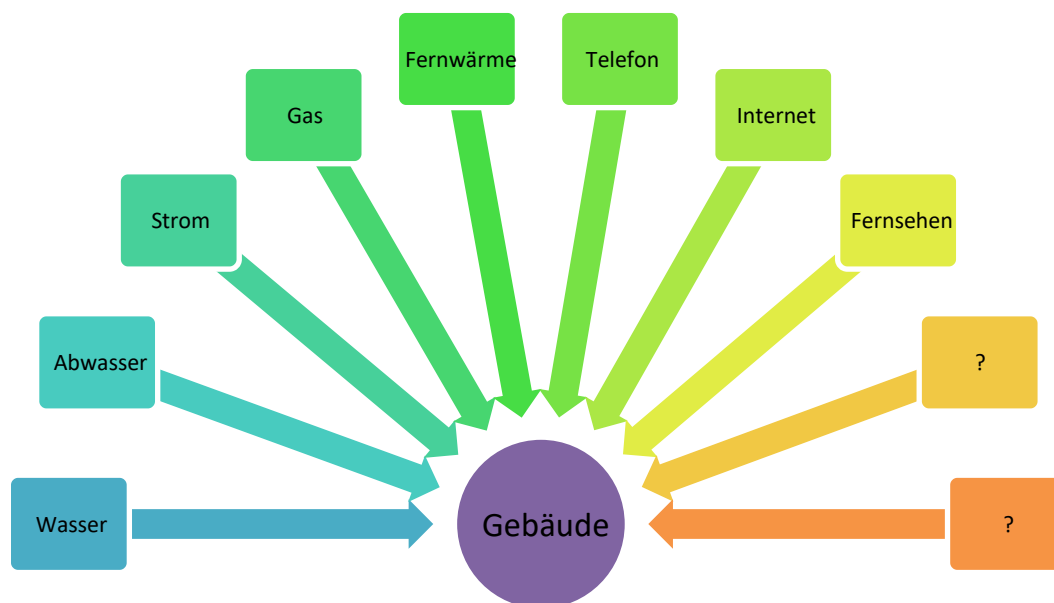 Fernwärme
Telefon
Gas
Internet
Strom
Fernsehen
Abwasser
?
Wasser
Gebäude
?